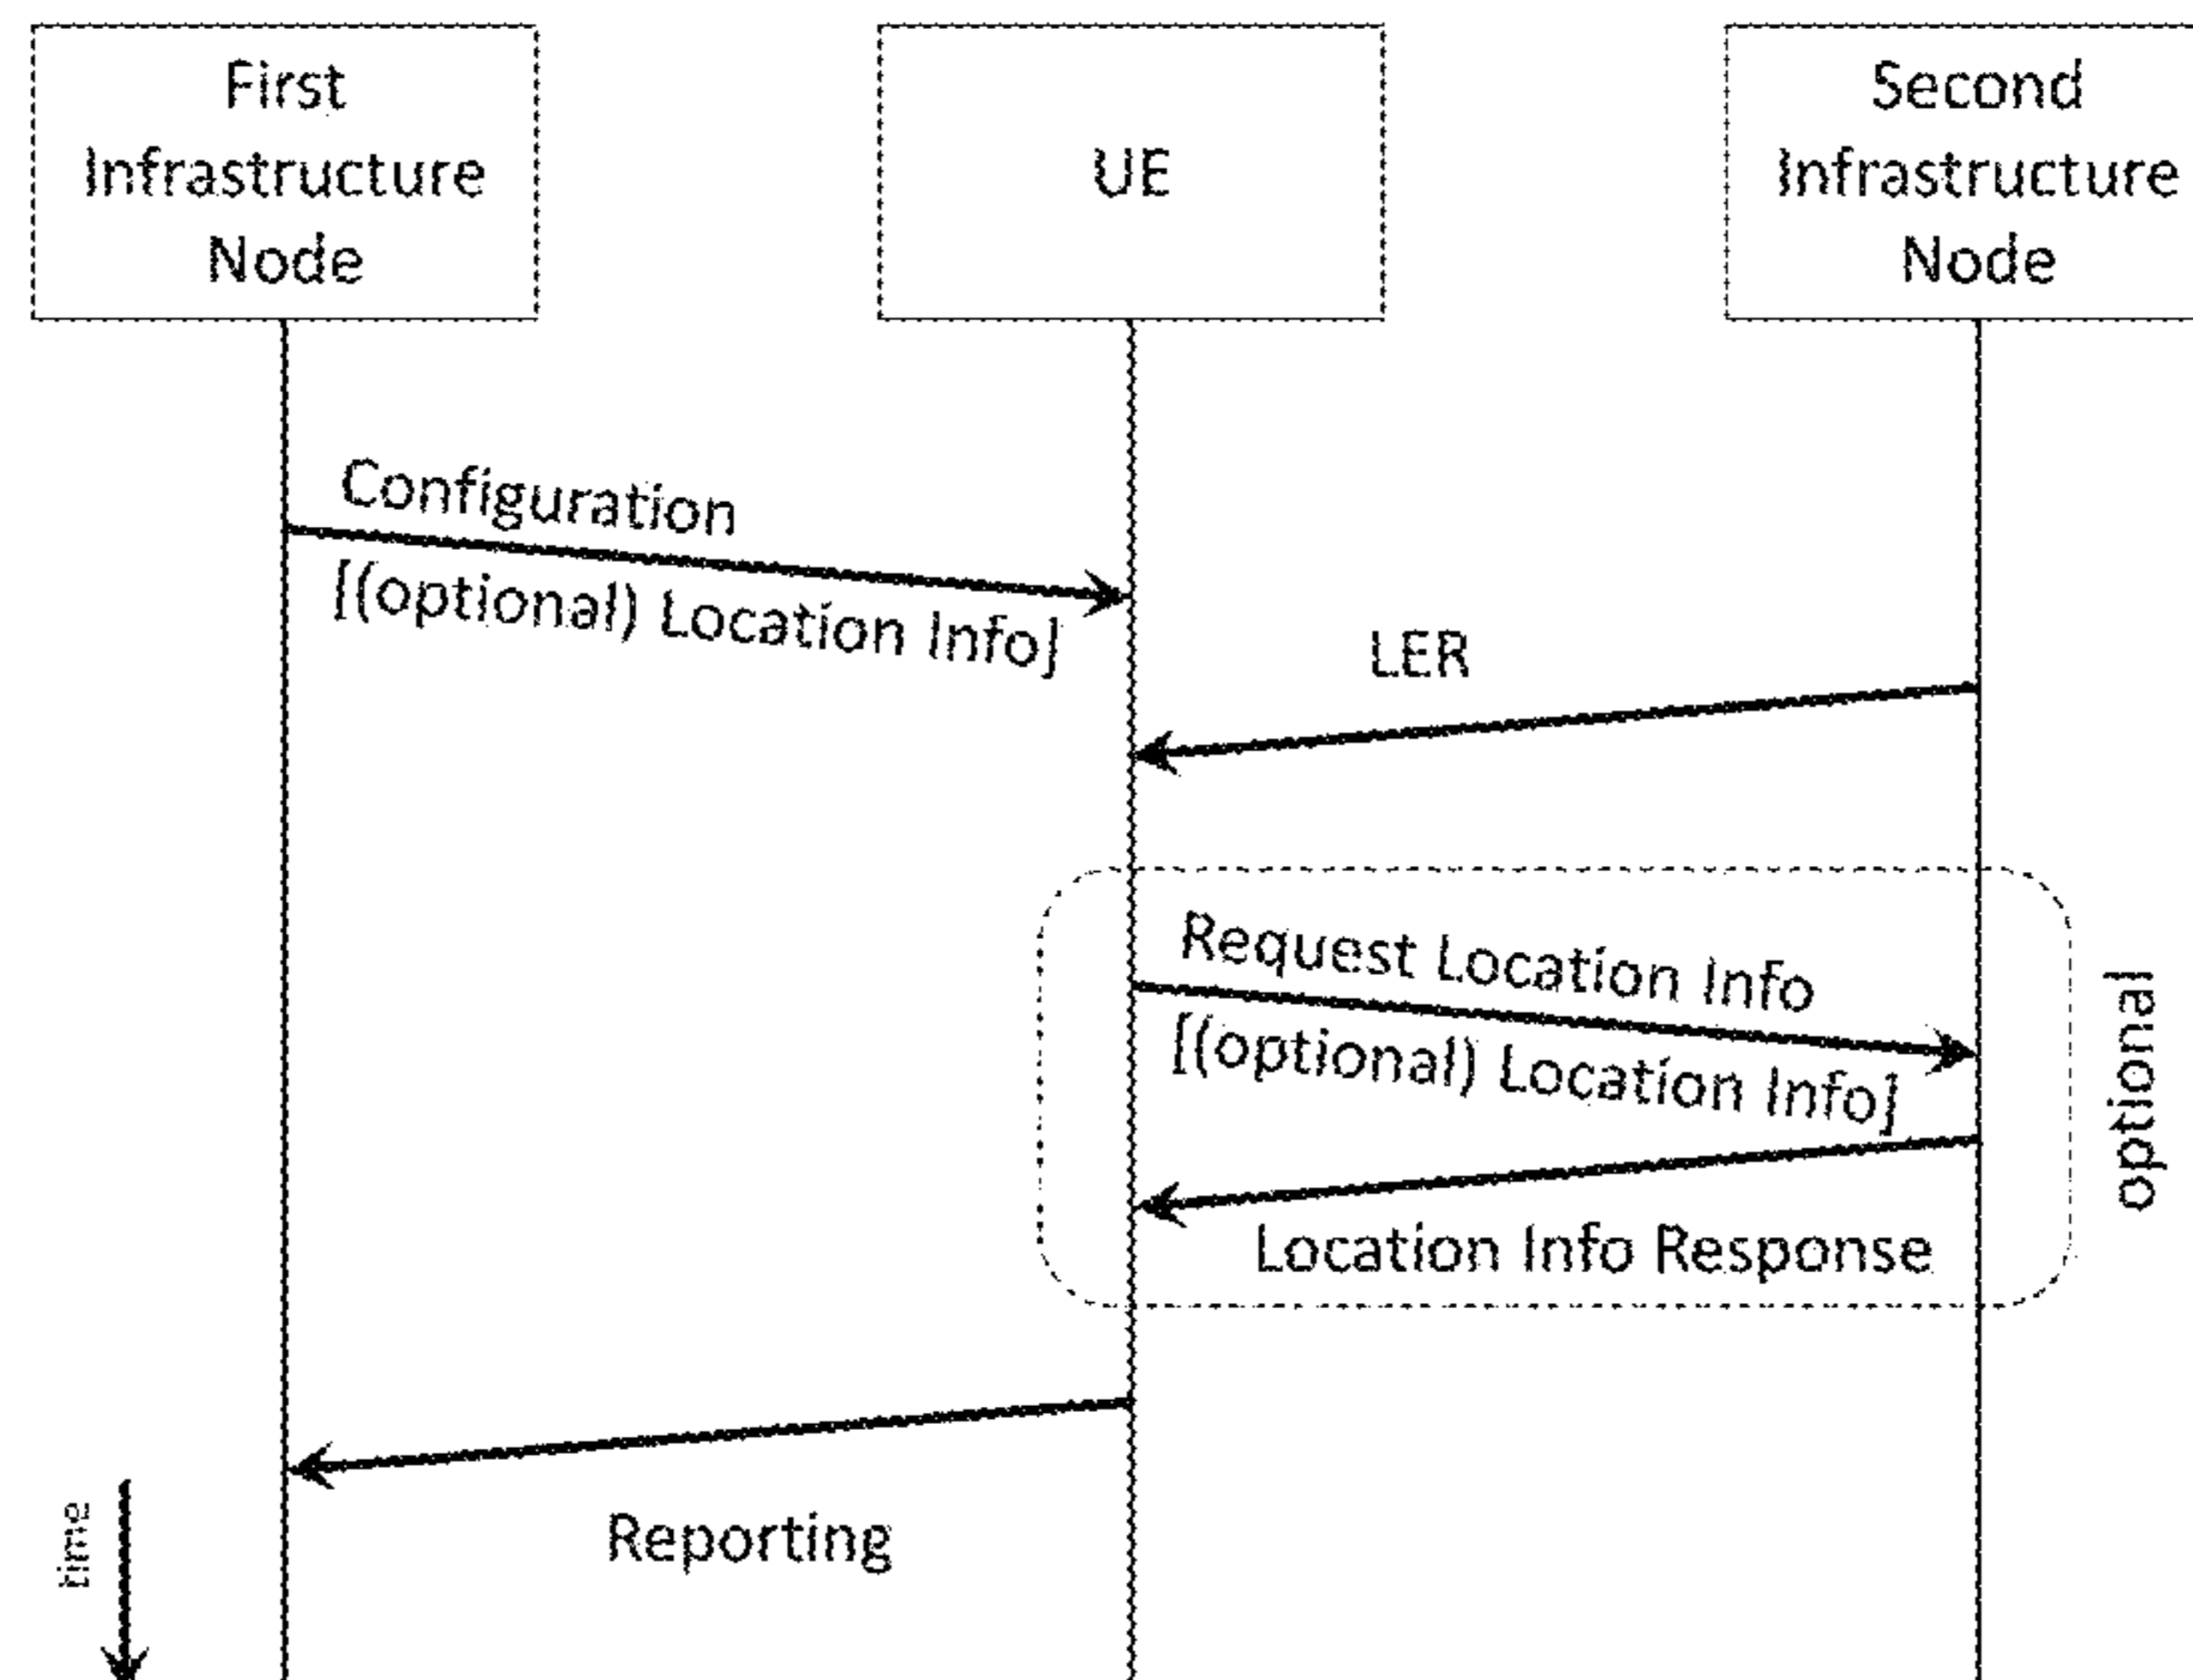 First
Infrastructure
Node
UE
Second
Infrastructure
Node
Configuration
[(optional) Location Info]
LER
Request Location Info
[(optional) Location Info]
Location Info Response
optional
Reporting
time